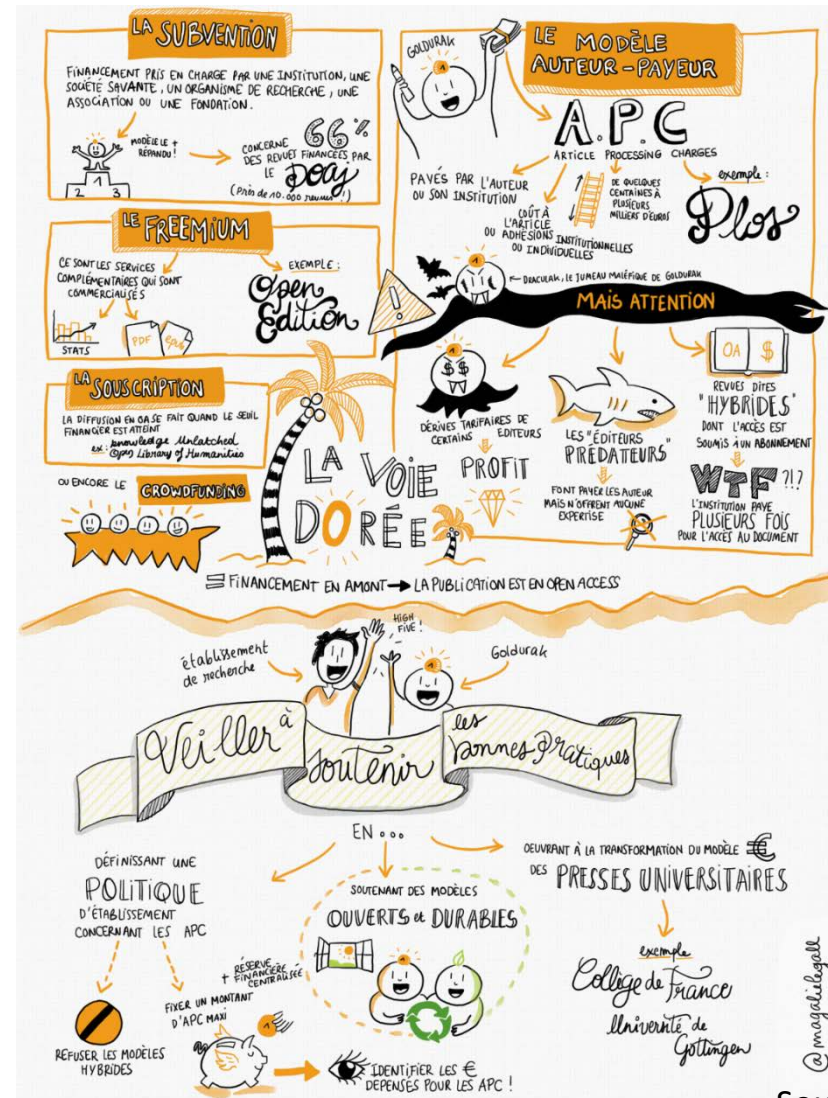 LA SUBVENTION
FINANCEMENT PRIS EN CHARGE PAR UNE INSTITUTION, UNE
SOCIÉTÉ SAVANTE, UN ORGANISME DE RECHERCHE, UNE
ASSOCIATION OU UNE FONDATION.
MODÈLE LE +
RÉPANDU !
2 1 3
CONCERNE 66%
DES REVUES FINANCÉES PAR
LE Doaj
(Près de 10.000 revues !!)
LE FREEMIUM
CE SONT LES SERVICES
COMPLÉMENTAIRES QUI SONT
COMMERCIALISÉS
STATS
PDF
epub
EXEMPLE :
Open
Edition
LA SOUSCRIPTION
LA DIFFUSION EN OA SE FAIT QUAND LE SEUIL
FINANCIER EST ATTEINT
ex: Knowledge Unlatched
Open Library of Humanities
OU ENCORE LE CROWDFUNDING
GOLDURAK
LE MODÈLE
AUTEUR-PAYEUR
A.P.C
ARTICLE PROCESSING CHARGES
PAYÉS PAR L'AUTEUR
OU SON INSTITUTION
COÛT À
L'ARTICLE
OU ADHÉSIONS INSTITUTIONNELLES
OU INDIVIDUELLES
DE QUELQUES
CENTAINES À
PLUSIEURS
MILLIERS D'EUROS
exemple :
Plos
DRACULAK, LE JUMEAU MALÉFIQUE DE GOLDURAK
!
MAIS ATTENTION
$ $
DÉRIVES TARIFAIRES DE
CERTAINS EDITEURS
PROFIT
LES "ÉDITEURS
PRÉDATEURS"
FONT PAYER LES AUTEUR
MAIS N'OFFRENT AUCUNE
EXPERTISE
OA $
REVUES DITES
"HYBRIDES"
DONT L'ACCÈS EST
SOUMIS À UN ABONNEMENT
WTF ?!?
L'INSTITUTION PAYE
PLUSIEURS FOIS
POUR L'ACCÈS AU DOCUMENT
LA VOIE
DORÉE
= FINANCEMENT EN AMONT → LA PUBLICATION EST EN OPEN ACCESS
établissement
de recherche
HIGH
FIVE !
Goldurak
Veiller à
soutenir
les
bonnes Pratiques
EN ...
DÉFINISSANT UNE
POLITIQUE
D'ÉTABLISSEMENT
CONCERNANT LES APC
REFUSER LES MODÈLES
HYBRIDES
FIXER UN MONTANT
D'APC MAXI
+ RÉSERVE
FINANCIÈRE
CENTRALISÉE
IDENTIFIER LES €
DEPENSÉS POUR LES APC !
SOUTENANT DES MODÈLES
OUVERTS et DURABLES
OEUVRANT À LA TRANSFORMATION DU MODÈLE €
DES PRESSES UNIVERSITAIRES
exemple
Collège de France
Université de
Gottingen
@magalielegall